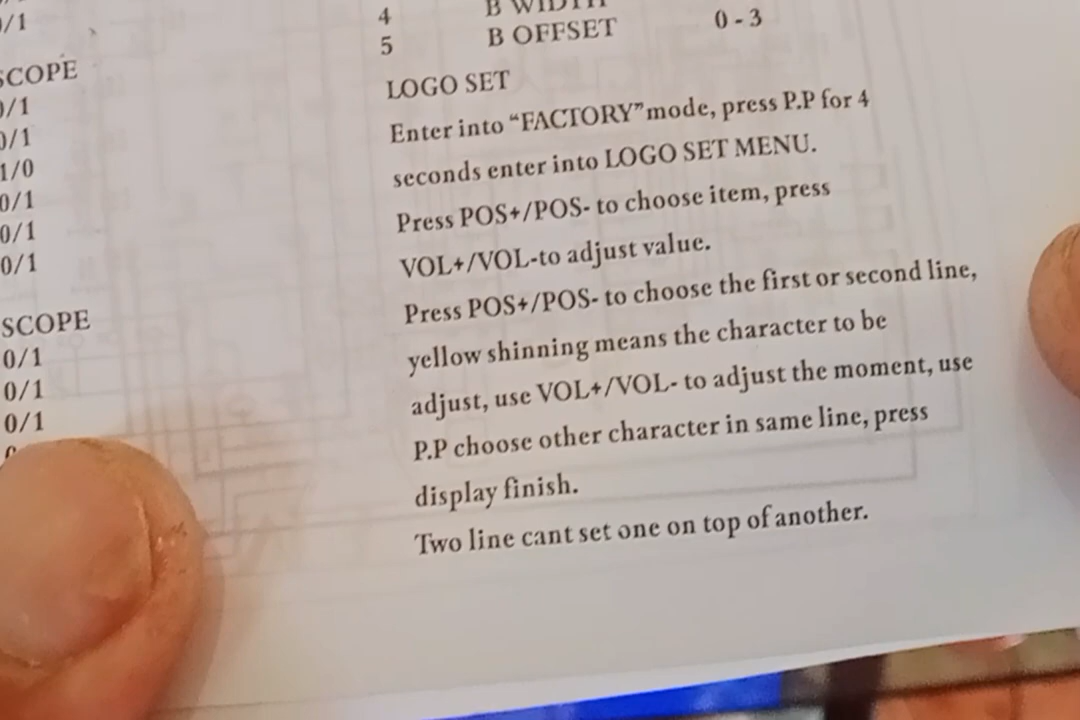 0/1
SCOPE
0/1
0/1
1/0
0/1
0/1
0/1
SCOPE
0/1
0/1
0/1
4 B WIDTH
5 B OFFSET 0 - 3
LOGO SET
Enter into “FACTORY”mode, press P.P for 4
seconds enter into LOGO SET MENU.
Press POS+/POS- to choose item, press
VOL+/VOL-to adjust value.
Press POS+/POS- to choose the first or second line,
yellow shinning means the character to be
adjust, use VOL+/VOL- to adjust the moment, use
P.P choose other character in same line, press
display finish.
Two line cant set one on top of another.